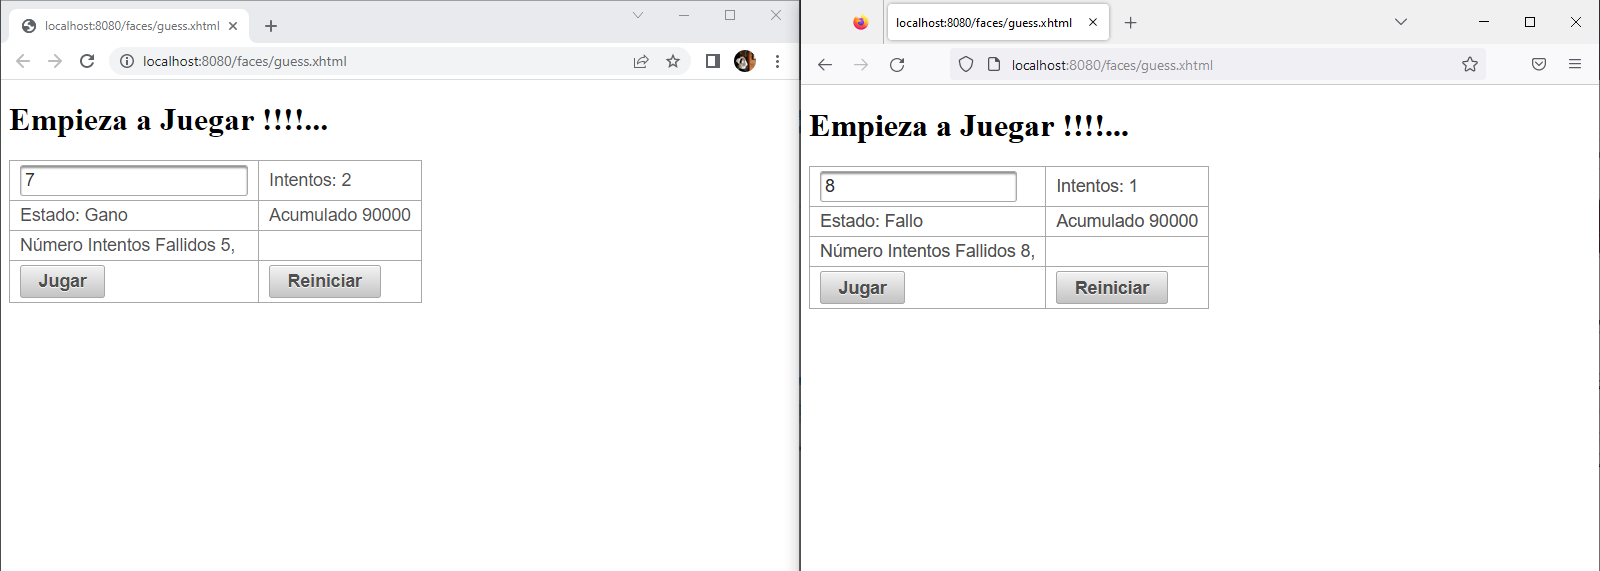 localhost:8080/faces/guess.xhtml
localhost:8080/faces/guess.xhtml
Empieza a Juegar !!!!...
7 Intentos: 2
Estado: Gano Acumulado 90000
Número Intentos Fallidos 5,
Jugar Reiniciar
localhost:8080/faces/guess.xhtml
localhost:8080/faces/guess.xhtml
Empieza a Juegar !!!!...
8 Intentos: 1
Estado: Fallo Acumulado 90000
Número Intentos Fallidos 8,
Jugar Reiniciar